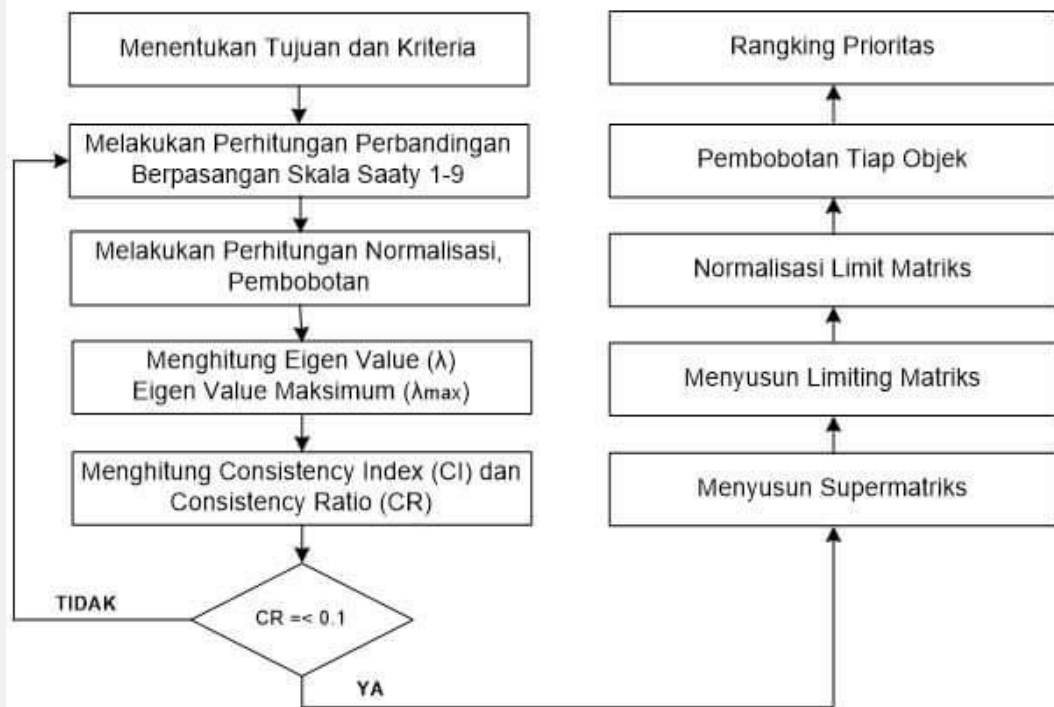 Menentukan Tujuan dan Kriteria
Melakukan Perhitungan Perbandingan
Berpasangan Skala Saaty 1-9
Melakukan Perhitungan Normalisasi,
Pembobotan
Menghitung Eigen Value (λ)
Eigen Value Maksimum (λmax)
Menghitung Consistency Index (CI) dan
Consistency Ratio (CR)
CR =< 0.1
TIDAK
YA
Menyusun Supermatriks
Menyusun Limiting Matriks
Normalisasi Limit Matriks
Pembobotan Tiap Objek
Rangking Prioritas